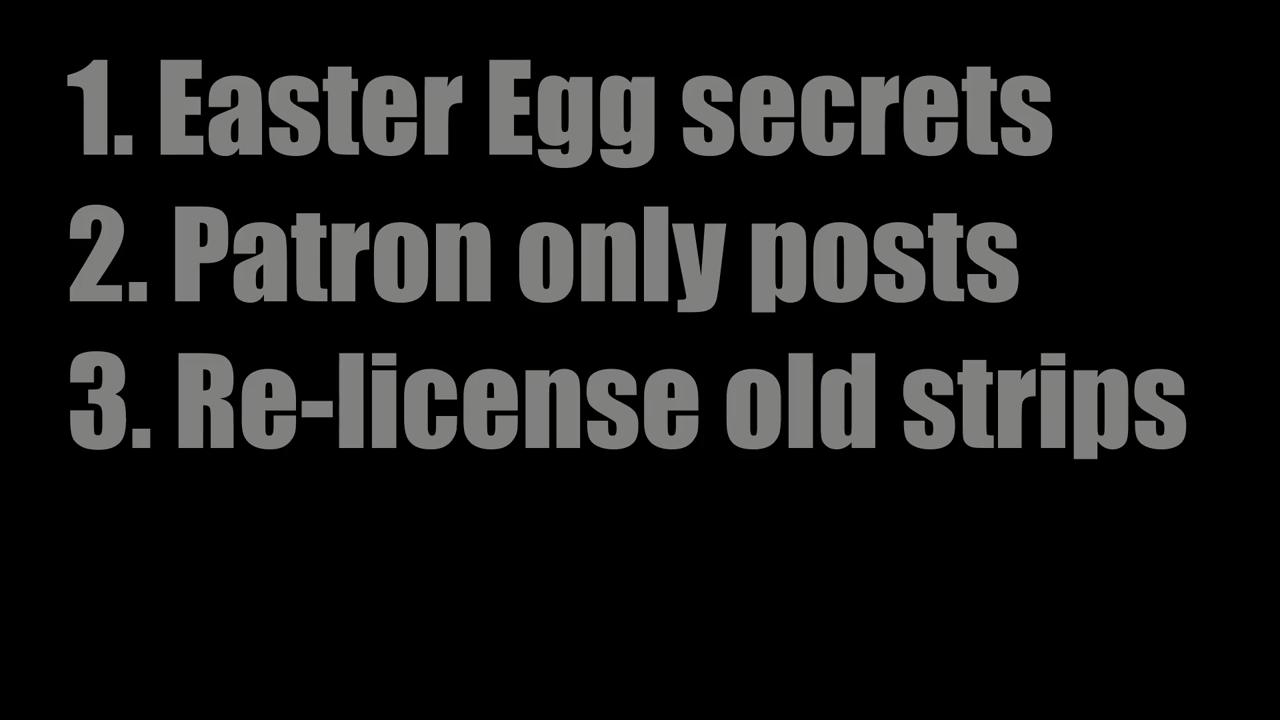 1. Easter Egg secrets
2. Patron only posts
3. Re-license old strips